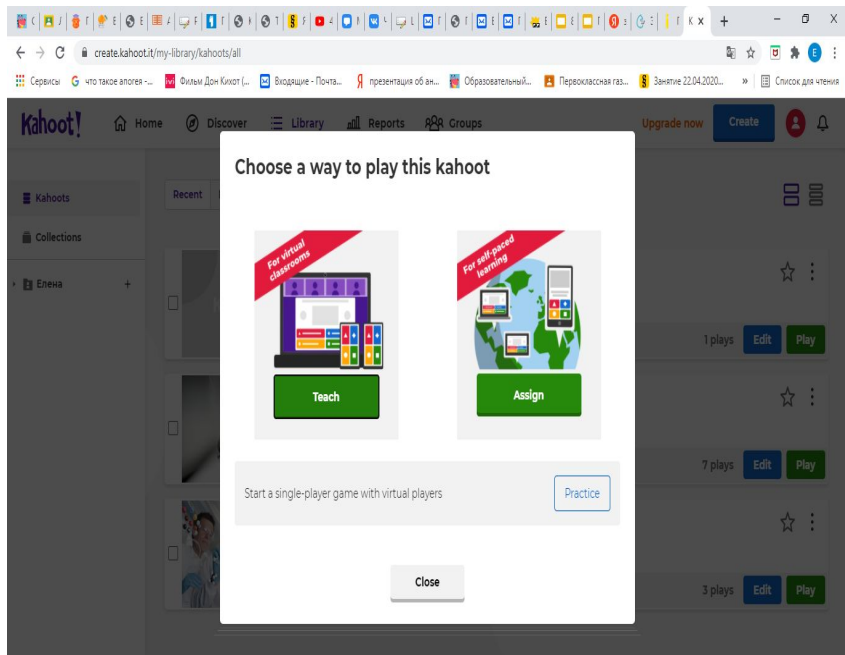 create.kahoot.it/my-library/kahoots/all
Сервисы что такое апогея -... Фильм Дон Кихот (... Входящие - Почта... презентация об ан... Образовательный... Первоклассная газ... Занятие 22.04.2020... » Список для чтения
Kahoot! Home Discover Library Reports Groups Upgrade now Create
Choose a way to play this kahoot
Kahoots
Recent
Collections
Елена +
For virtual classrooms
For self-paced learning
Teach
Assign
1 plays Edit Play
7 plays Edit Play
Start a single-player game with virtual players Practice
Close
3 plays Edit Play